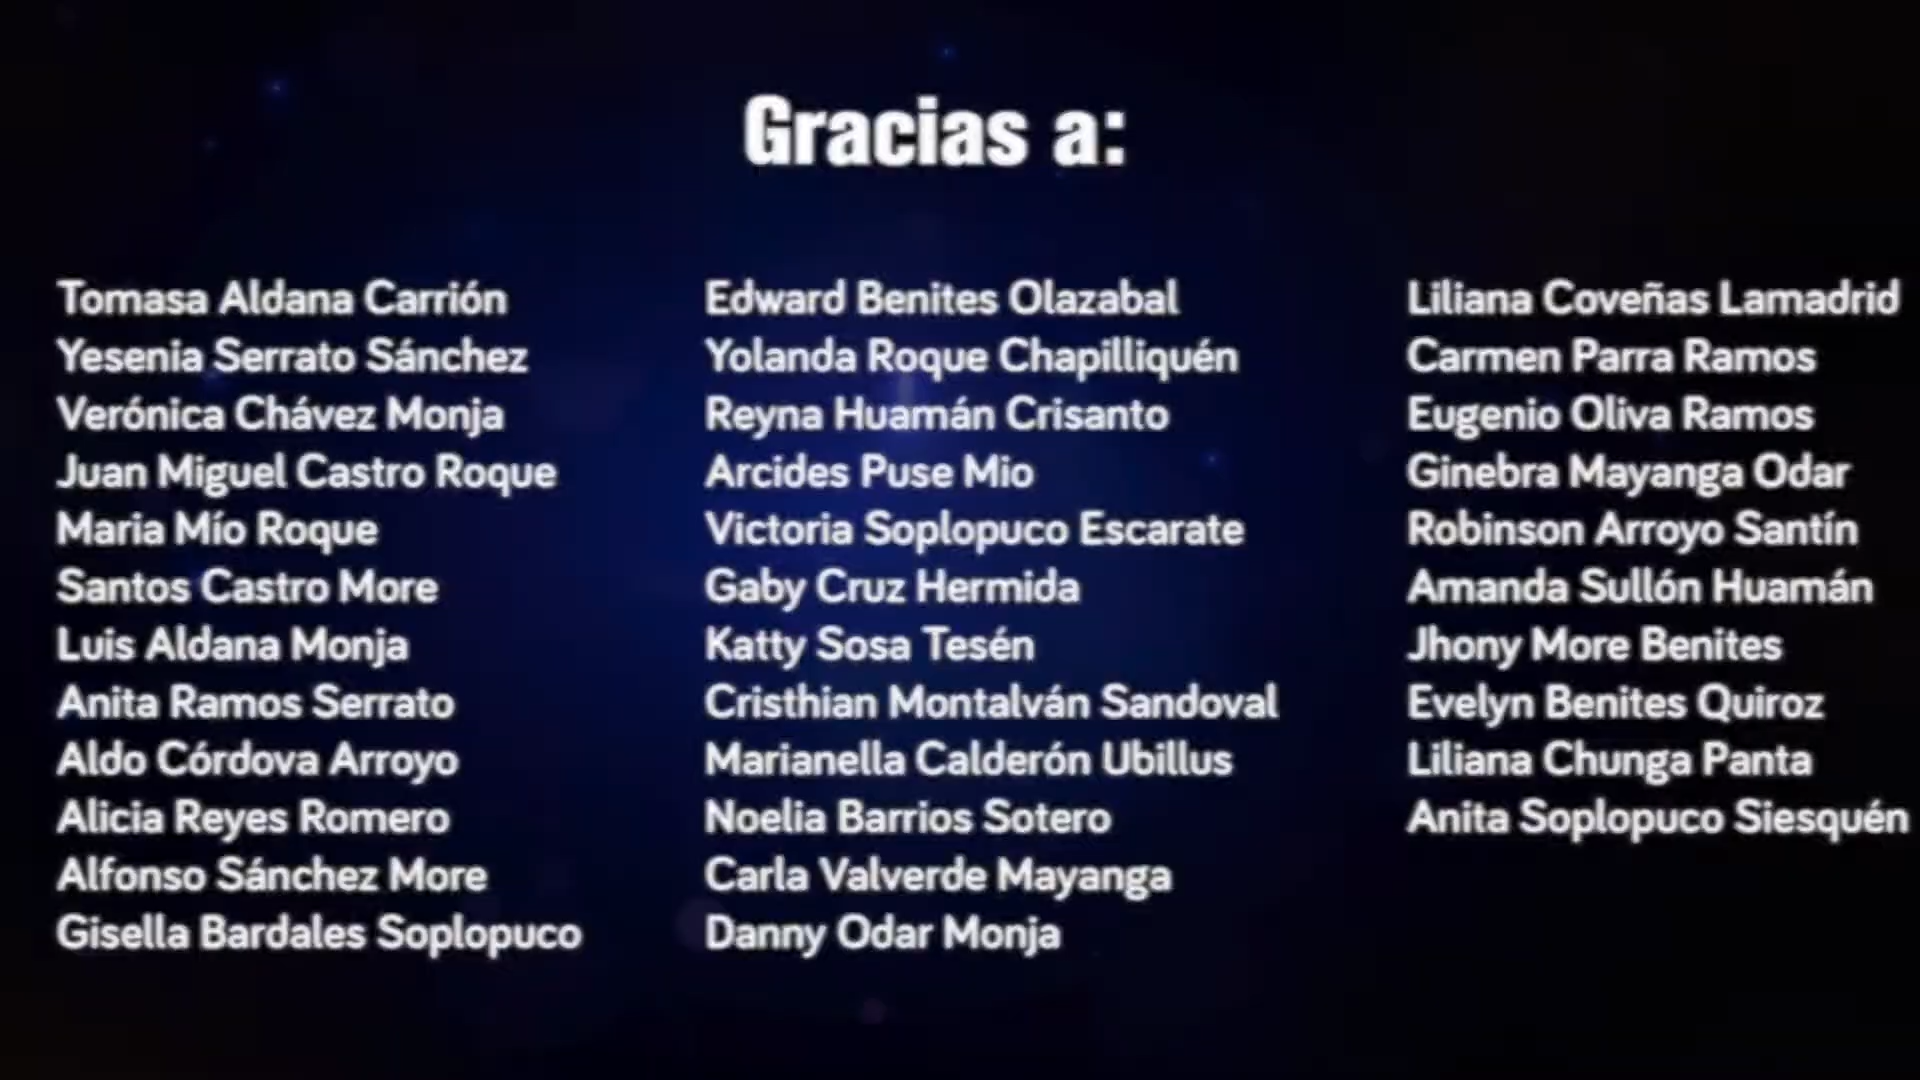 Gracias a:
Tomasa Aldana Carrión
Yesenia Serrato Sánchez
Verónica Chávez Monja
Juan Miguel Castro Roque
Maria Mío Roque
Santos Castro More
Luis Aldana Monja
Anita Ramos Serrato
Aldo Córdova Arroyo
Alicia Reyes Romero
Alfonso Sánchez More
Gisella Bardales Soplopuco
Edward Benites Olazabal
Yolanda Roque Chapilliquén
Reyna Huamán Crisanto
Arcides Puse Mio
Victoria Soplopuco Escarate
Gaby Cruz Hermida
Katty Sosa Tesén
Cristhian Montalván Sandoval
Marianella Calderón Ubillus
Noelia Barrios Sotero
Carla Valverde Mayanga
Danny Odar Monja
Liliana Coveñas Lamadrid
Carmen Parra Ramos
Eugenio Oliva Ramos
Ginebra Mayanga Odar
Robinson Arroyo Santín
Amanda Sullón Huamán
Jhony More Benites
Evelyn Benites Quiroz
Liliana Chunga Panta
Anita Soplopuco Siesquén